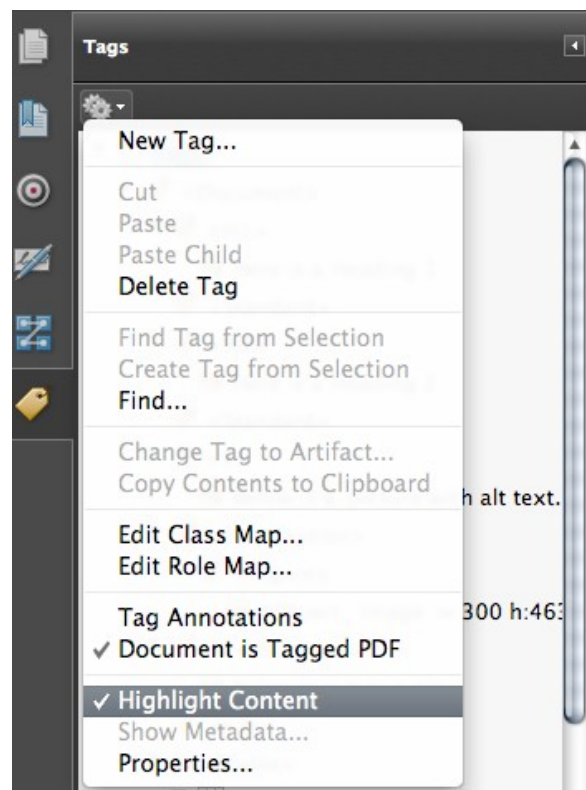 Tags
New Tag...
Cut
Paste
Paste Child
Delete Tag
Find Tag from Selection
Create Tag from Selection
Find...
Change Tag to Artifact...
Copy Contents to Clipboard
h alt text.
Edit Class Map...
Edit Role Map...
Tag Annotations
300 h:463
Document is Tagged PDF
Highlight Content
Show Metadata...
Properties...